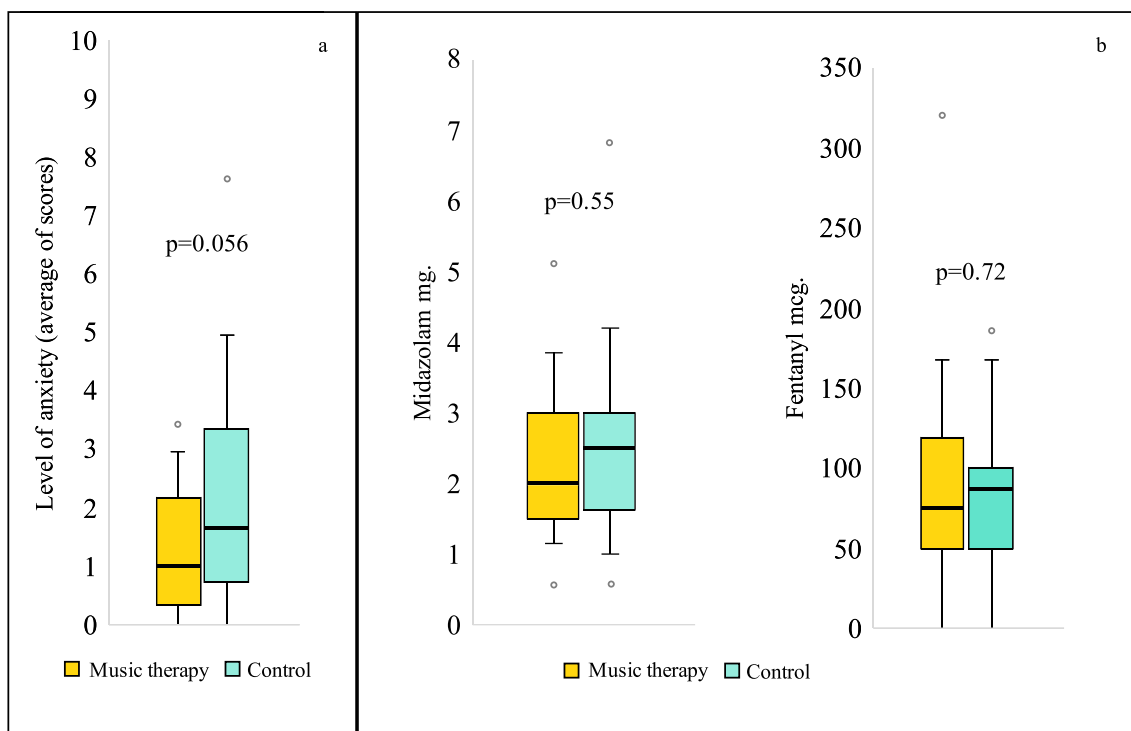 a
Level of anxiety (average of scores)
10
9
8
7
6
5
4
3
2
1
0
p=0.056
Music therapy
Control
b
Midazolam mg.
8
7
6
5
4
3
2
1
0
p=0.55
Fentanyl mcg.
350
300
250
200
150
100
50
0
p=0.72
Music therapy
Control